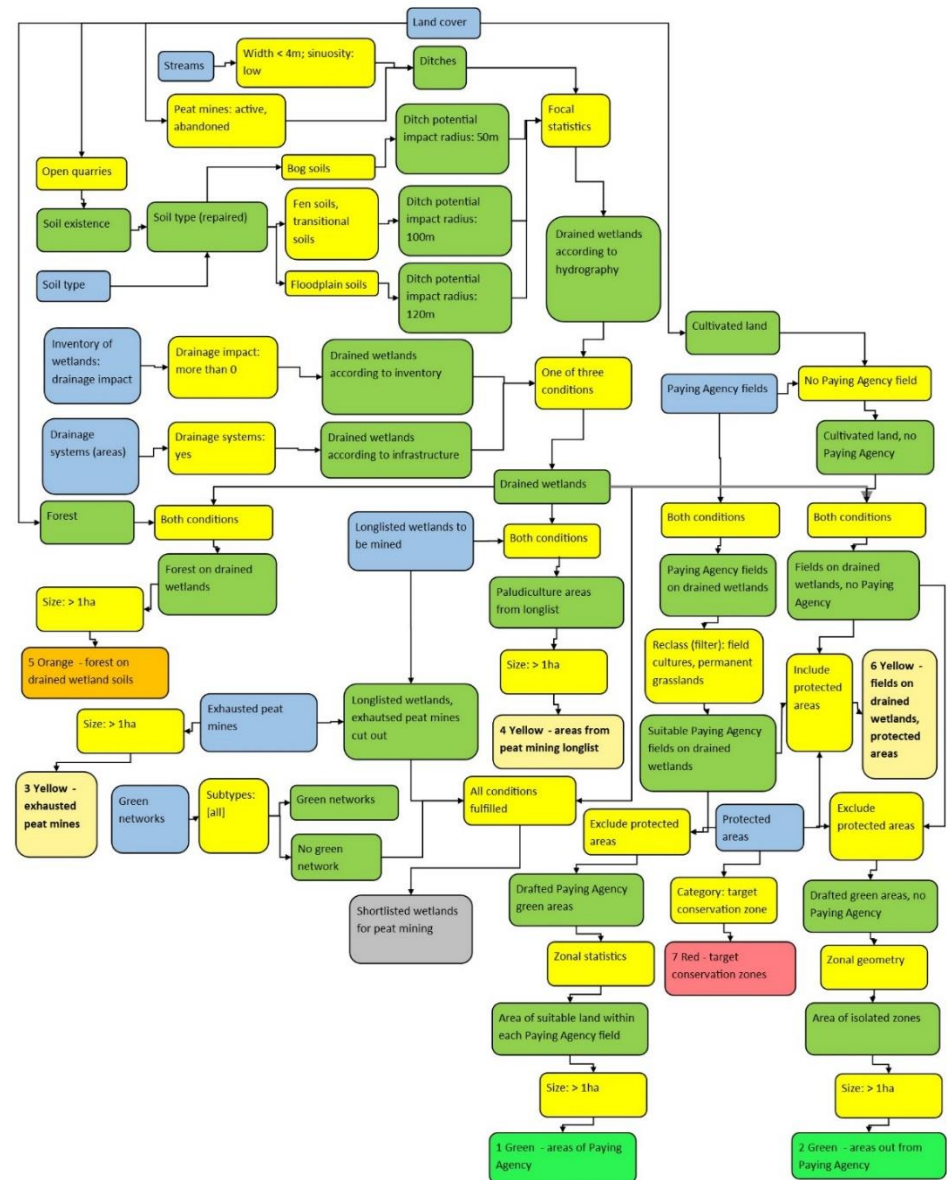 Land cover
Streams
Width < 4m; sinuosity:
low
Ditches
Peat mines: active,
abandoned
Focal
statistics
Ditch potential
impact radius: 50m
Open quarries
Bog soils
Soil existence
Soil type (repaired)
Fen soils,
transitional
soils
Ditch potential
impact radius:
100m
Drained wetlands
according to
hydrography
Soil type
Floodplain soils
Ditch potential
impact radius:
120m
Cultivated land
Inventory of
wetlands:
drainage impact
Drainage impact:
more than 0
Drained wetlands
according to inventory
One of three
conditions
Paying Agency fields
No Paying Agency field
Drainage
systems (areas)
Drainage systems:
yes
Drained wetlands
according to infrastructure
Cultivated land, no
Paying Agency
Drained wetlands
Forest
Both conditions
Longlisted wetlands to
be mined
Both conditions
Both conditions
Both conditions
Forest on drained
wetlands
Paludiculture areas
from longlist
Paying Agency fields
on drained wetlands
Fields on drained
wetlands, no Paying
Agency
Size: > 1ha
5 Orange - forest on
drained wetland soils
Size: > 1ha
Reclass (filter): field
cultures, permanent
grasslands
Include
protected
areas
6 Yellow - fields on
drained
wetlands,
protected
areas
Size: > 1ha
Exhausted peat
mines
Longlisted wetlands,
exhautsed peat mines
cut out
4 Yellow - areas from
peat mining longlist
Suitable Paying Agency
fields on drained
wetlands
3 Yellow -
exhausted
peat mines
Green
networks
Subtypes:
[all]
Green networks
No green
network
All conditions
fulfilled
Exclude protected
areas
Protected
areas
Exclude
protected areas
Shortlisted wetlands
for peat mining
Drafted Paying Agency
green areas
Category: target
conservation zone
Drafted green areas, no
Paying Agency
Zonal
statistics
7 Red - target
conservation zones
Zonal geometry
Area of suitable land within
each Paying Agency field
Area of isolated zones
Size: > 1ha
Size: > 1ha
1 Green - areas of Paying
Agency
2 Green - areas out from
Paying Agency